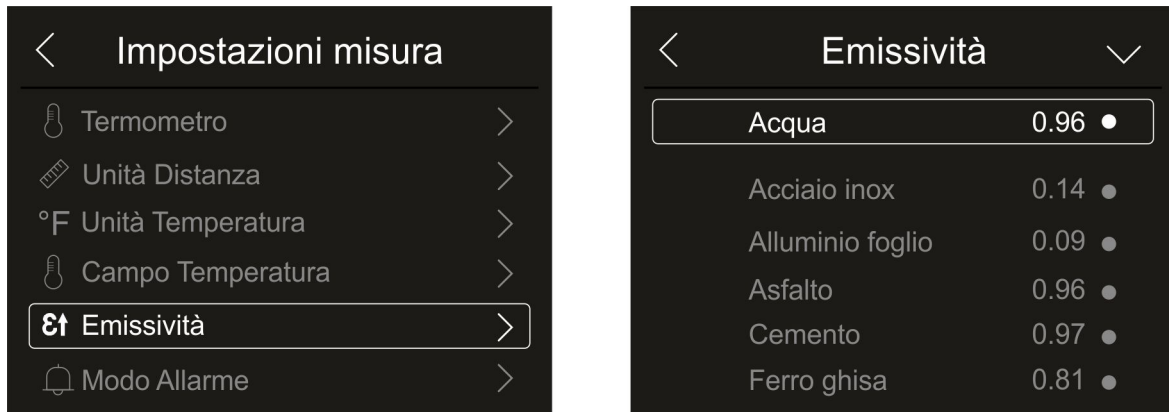 Impostazioni misura
Termometro
Unità Distanza
°F Unità Temperatura
Campo Temperatura
ε↑ Emissività
Modo Allarme
Emissività
Acqua 0.96
Acciaio inox 0.14
Alluminio foglio 0.09
Asfalto 0.96
Cemento 0.97
Ferro ghisa 0.81